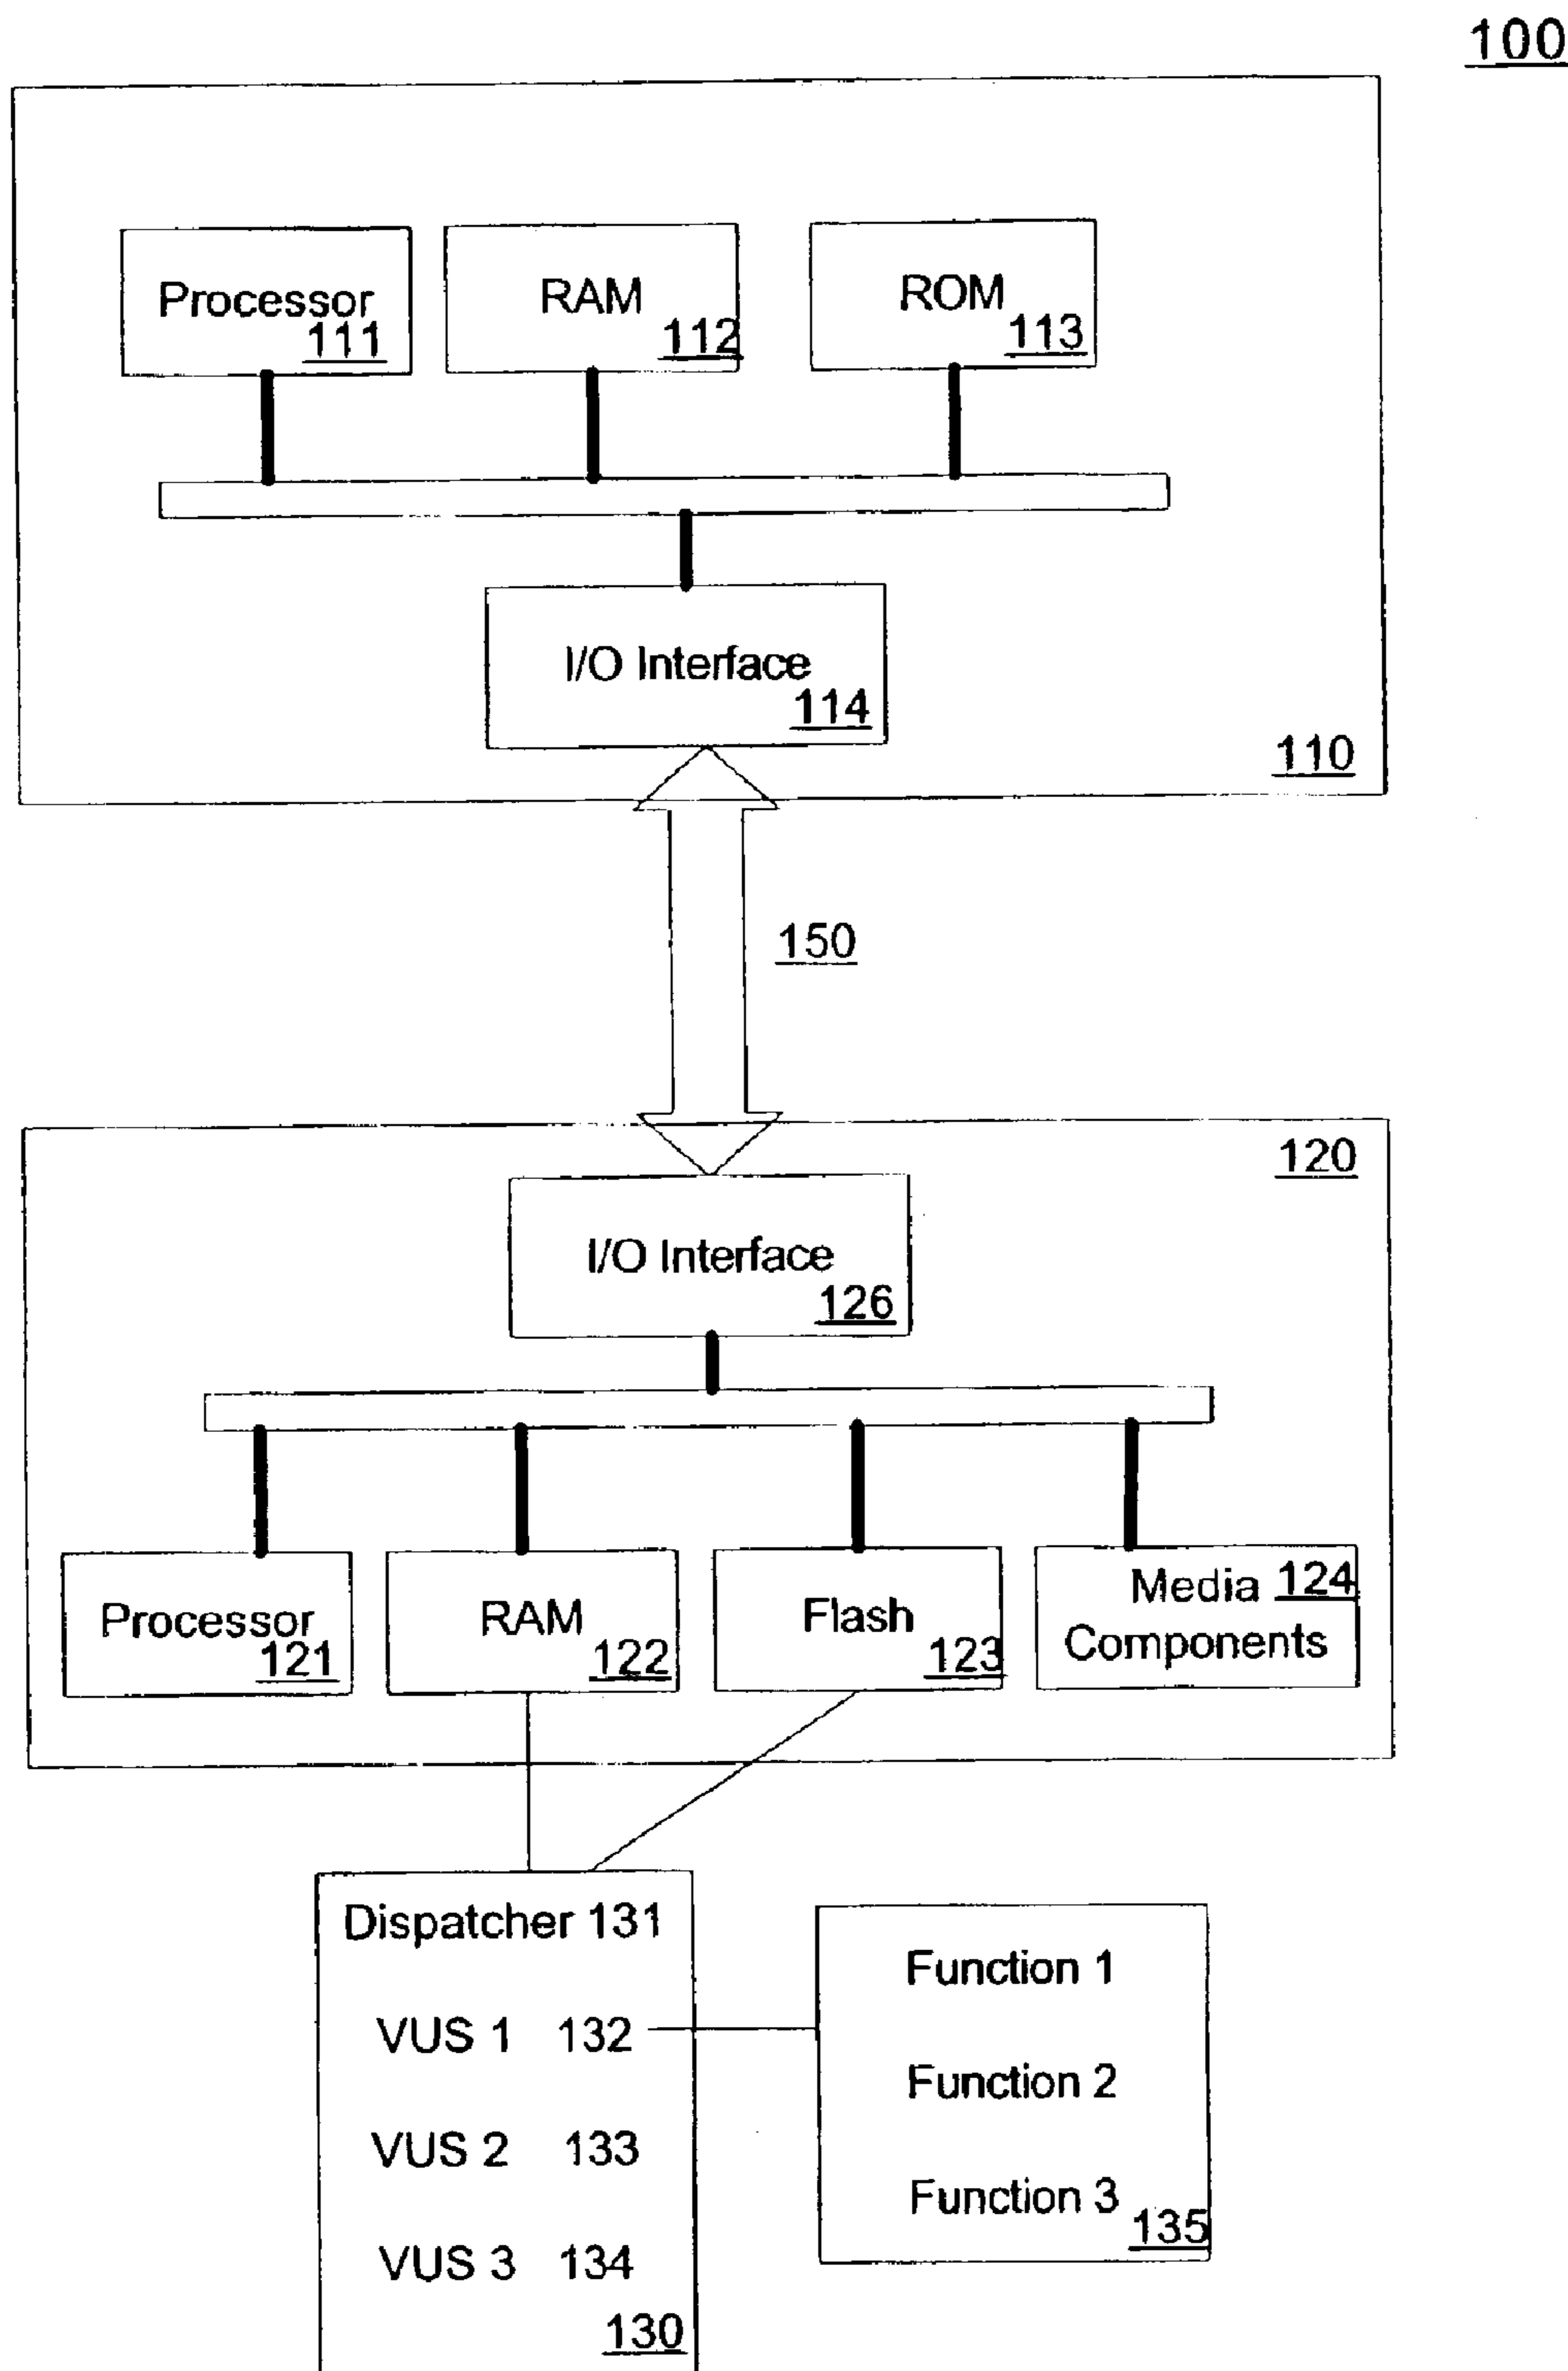 100
Processor
111
RAM
112
ROM
113
I/O Interface
114
110
150
120
I/O Interface
126
Processor
121
RAM
122
Flash
123
Media 124
Components
Dispatcher 131
VUS 1 132
VUS 2 133
VUS 3 134
130
Function 1
Function 2
Function 3
135